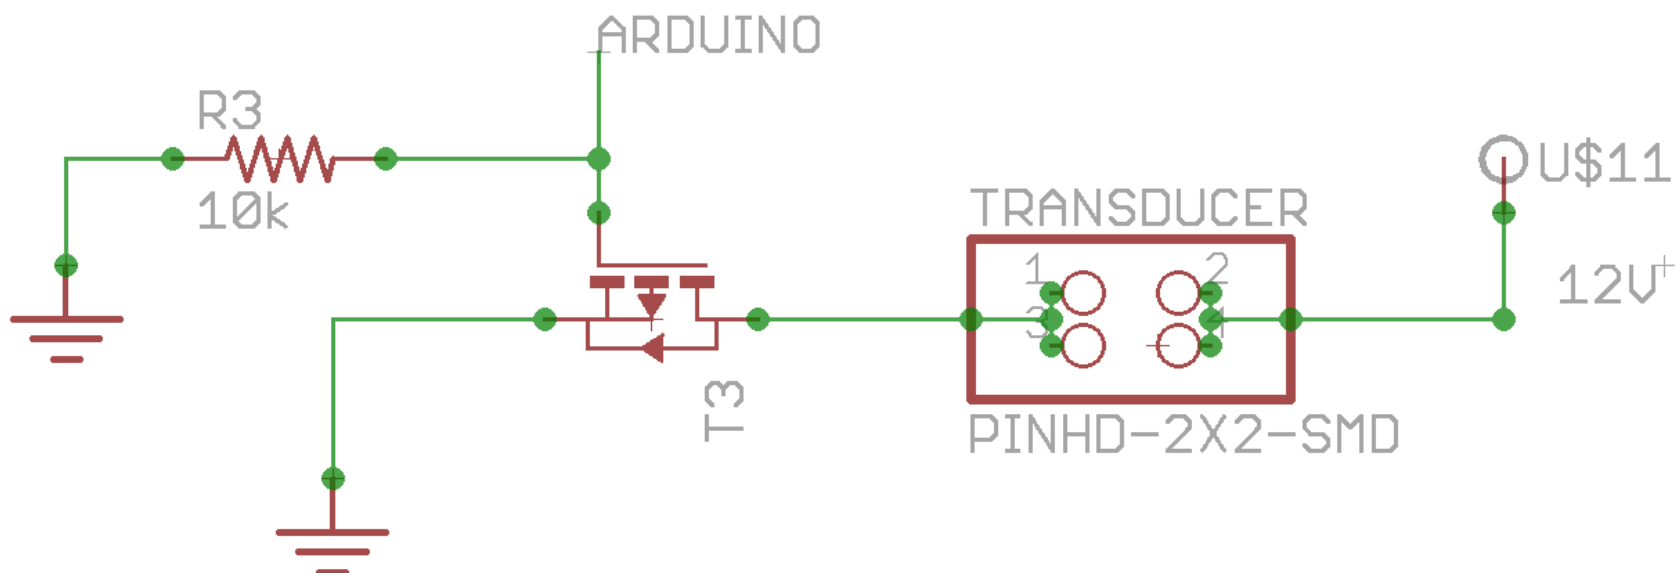 ARDUINO
R3
10k
TRANSDUCER
U$11
1
2
12V
3
4
T3
PINHD-2X2-SMD